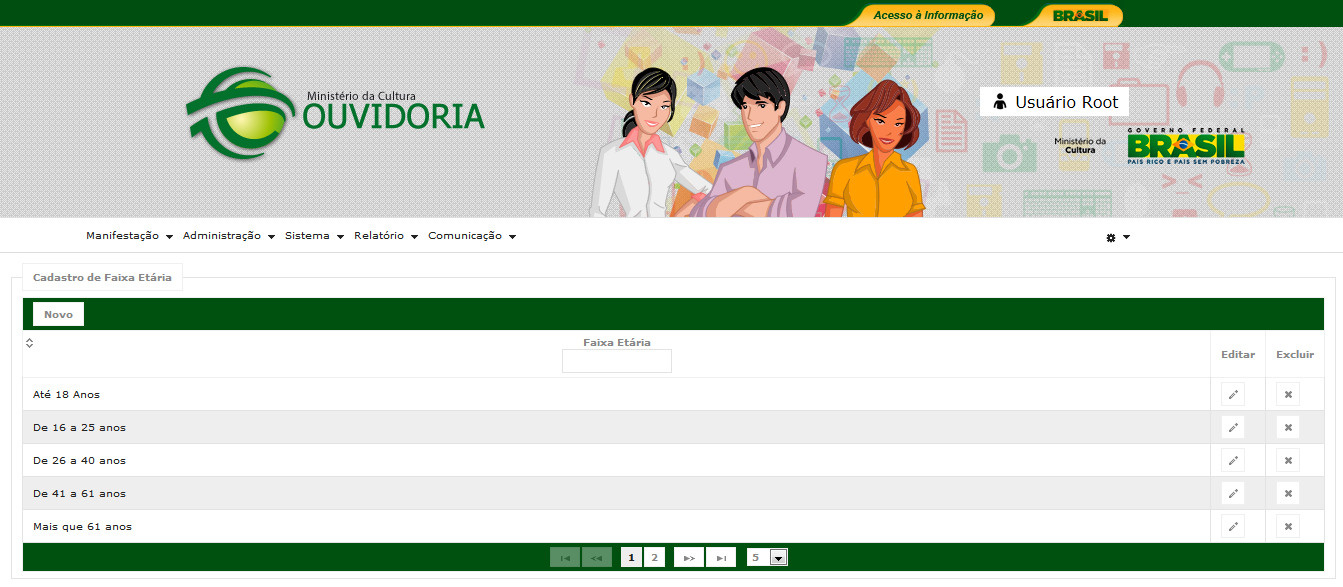 Acesso à Informação
BRASIL
Ministério da Cultura
OUVIDORIA
Usuário Root
Ministério da
Cultura
GOVERNO FEDERAL
BRASIL
PAÍS RICO É PAÍS SEM POBREZA
Manifestação Administração Sistema Relatório Comunicação
Cadastro de Faixa Etária
Novo
Faixa Etária Editar Excluir
Até 18 Anos
De 16 a 25 anos
De 26 a 40 anos
De 41 a 61 anos
Mais que 61 anos
1 2 5